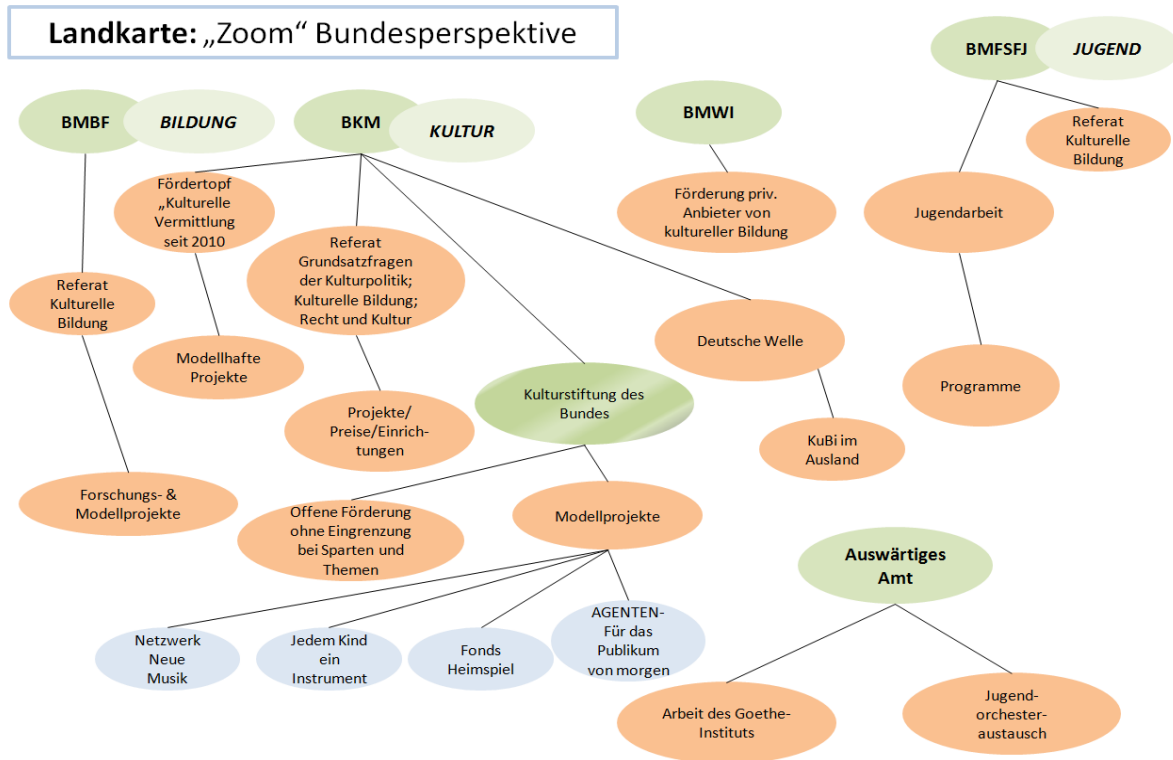 Landkarte: „Zoom“ Bundesperspektive
BMFSFJ
JUGEND
BMBF
BILDUNG
BKM
KULTUR
BMWI
Referat
Kulturelle
Bildung
Fördertopf
„Kulturelle
Vermittlung
seit 2010
Förderung priv.
Anbieter von
kultureller Bildung
Jugendarbeit
Referat
Grundsatzfragen
der Kulturpolitik;
Kulturelle Bildung;
Recht und Kultur
Referat
Kulturelle
Bildung
Deutsche Welle
Modellhafte
Projekte
Kulturstiftung des
Bundes
Programme
Projekte/
Preise/Einrich-
tungen
KuBi im
Ausland
Forschungs- &
Modellprojekte
Offene Förderung
ohne Eingrenzung
bei Sparten und
Themen
Modellprojekte
Auswärtiges
Amt
Netzwerk
Neue
Musik
Jedem Kind
ein
Instrument
Fonds
Heimspiel
AGENTEN-
Für das
Publikum
von morgen
Arbeit des Goethe-
Instituts
Jugend-
orchester-
austausch